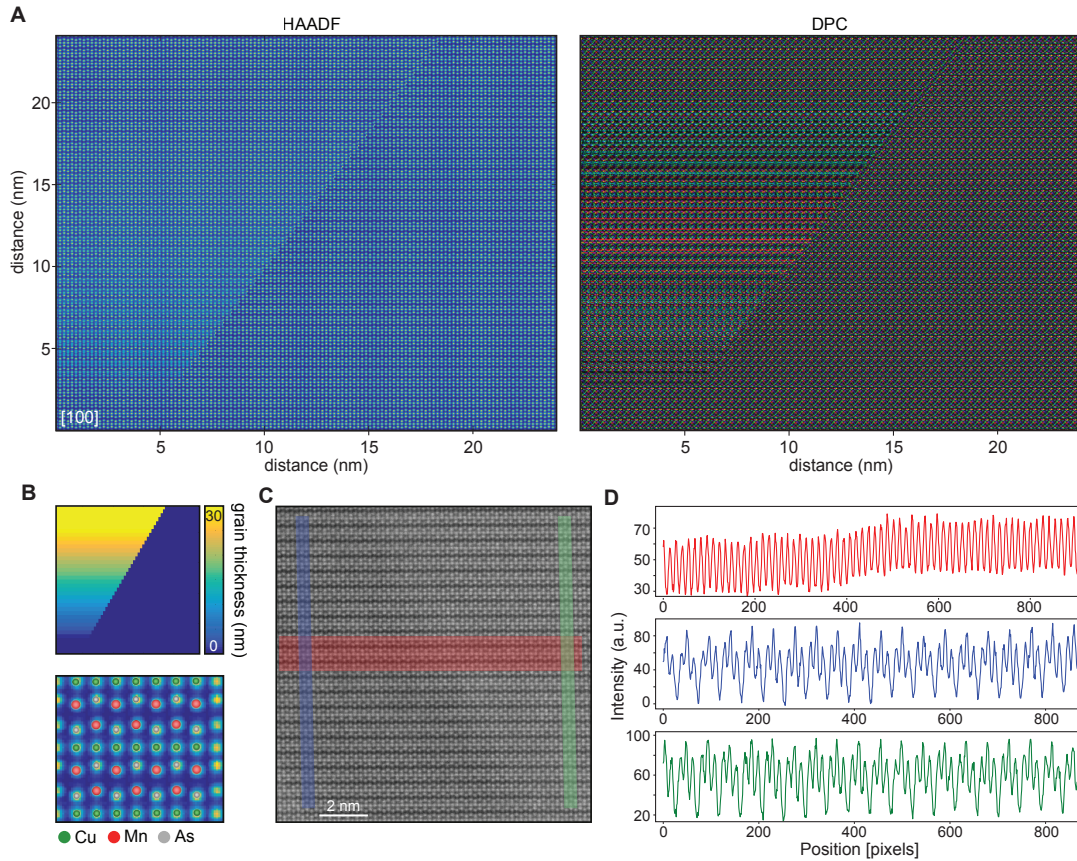 A
HAADF
DPC
distance (nm)
20
15
10
5
[100]
5
10
15
20
5
10
15
20
distance (nm)
distance (nm)
B
30
0
grain thickness (nm)
Cu
Mn
As
C
2 nm
D
Intensity (a.u.)
70
50
30
0
200
400
600
800
80
40
0
0
200
400
600
800
100
60
20
0
200
400
600
800
Position [pixels]